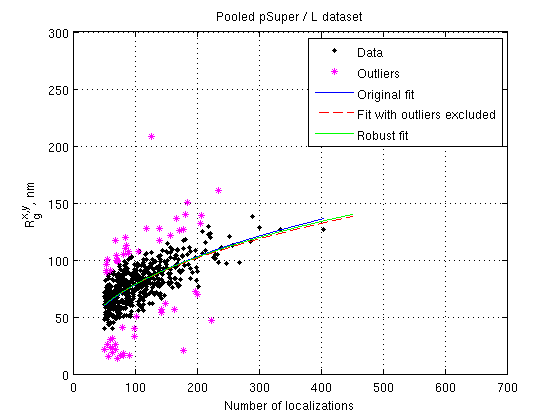 Pooled pSuper / L dataset
Data
Outliers
Original fit
Fit with outliers excluded
Robust fit
300
250
200
150
100
50
0
R_g^x,y, nm
0 100 200 300 400 500 600 700
Number of localizations